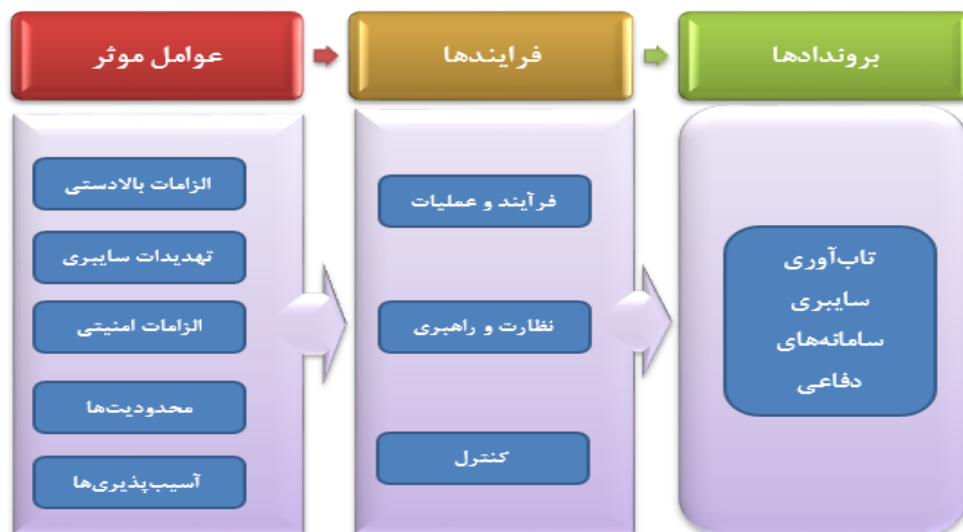 عوامل موثر
فرایندها
بروندادها
الزامات بالادستی
تهدیدات سایبری
الزامات امنیتی
محدودیت‌ها
آسیب‌پذیری‌ها
فرآیند و عملیات
نظارت و راهبری
کنترل
تاب‌آوری
سایبری
سامانه‌های
دفاعی